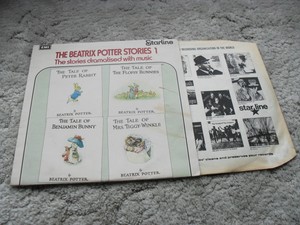 EMI
Starline
THE BEATRIX POTTER STORIES 1
The stories dramatised with music
THE TALE OF
PETER RABBIT
THE TALE OF
THE FLOPSY BUNNIES
BEATRIX POTTER
BEATRIX POTTER
THE TALE OF
BENJAMIN BUNNY
THE TALE OF
MRS TIGGY-WINKLE
BEATRIX POTTER
BEATRIX POTTER
starline